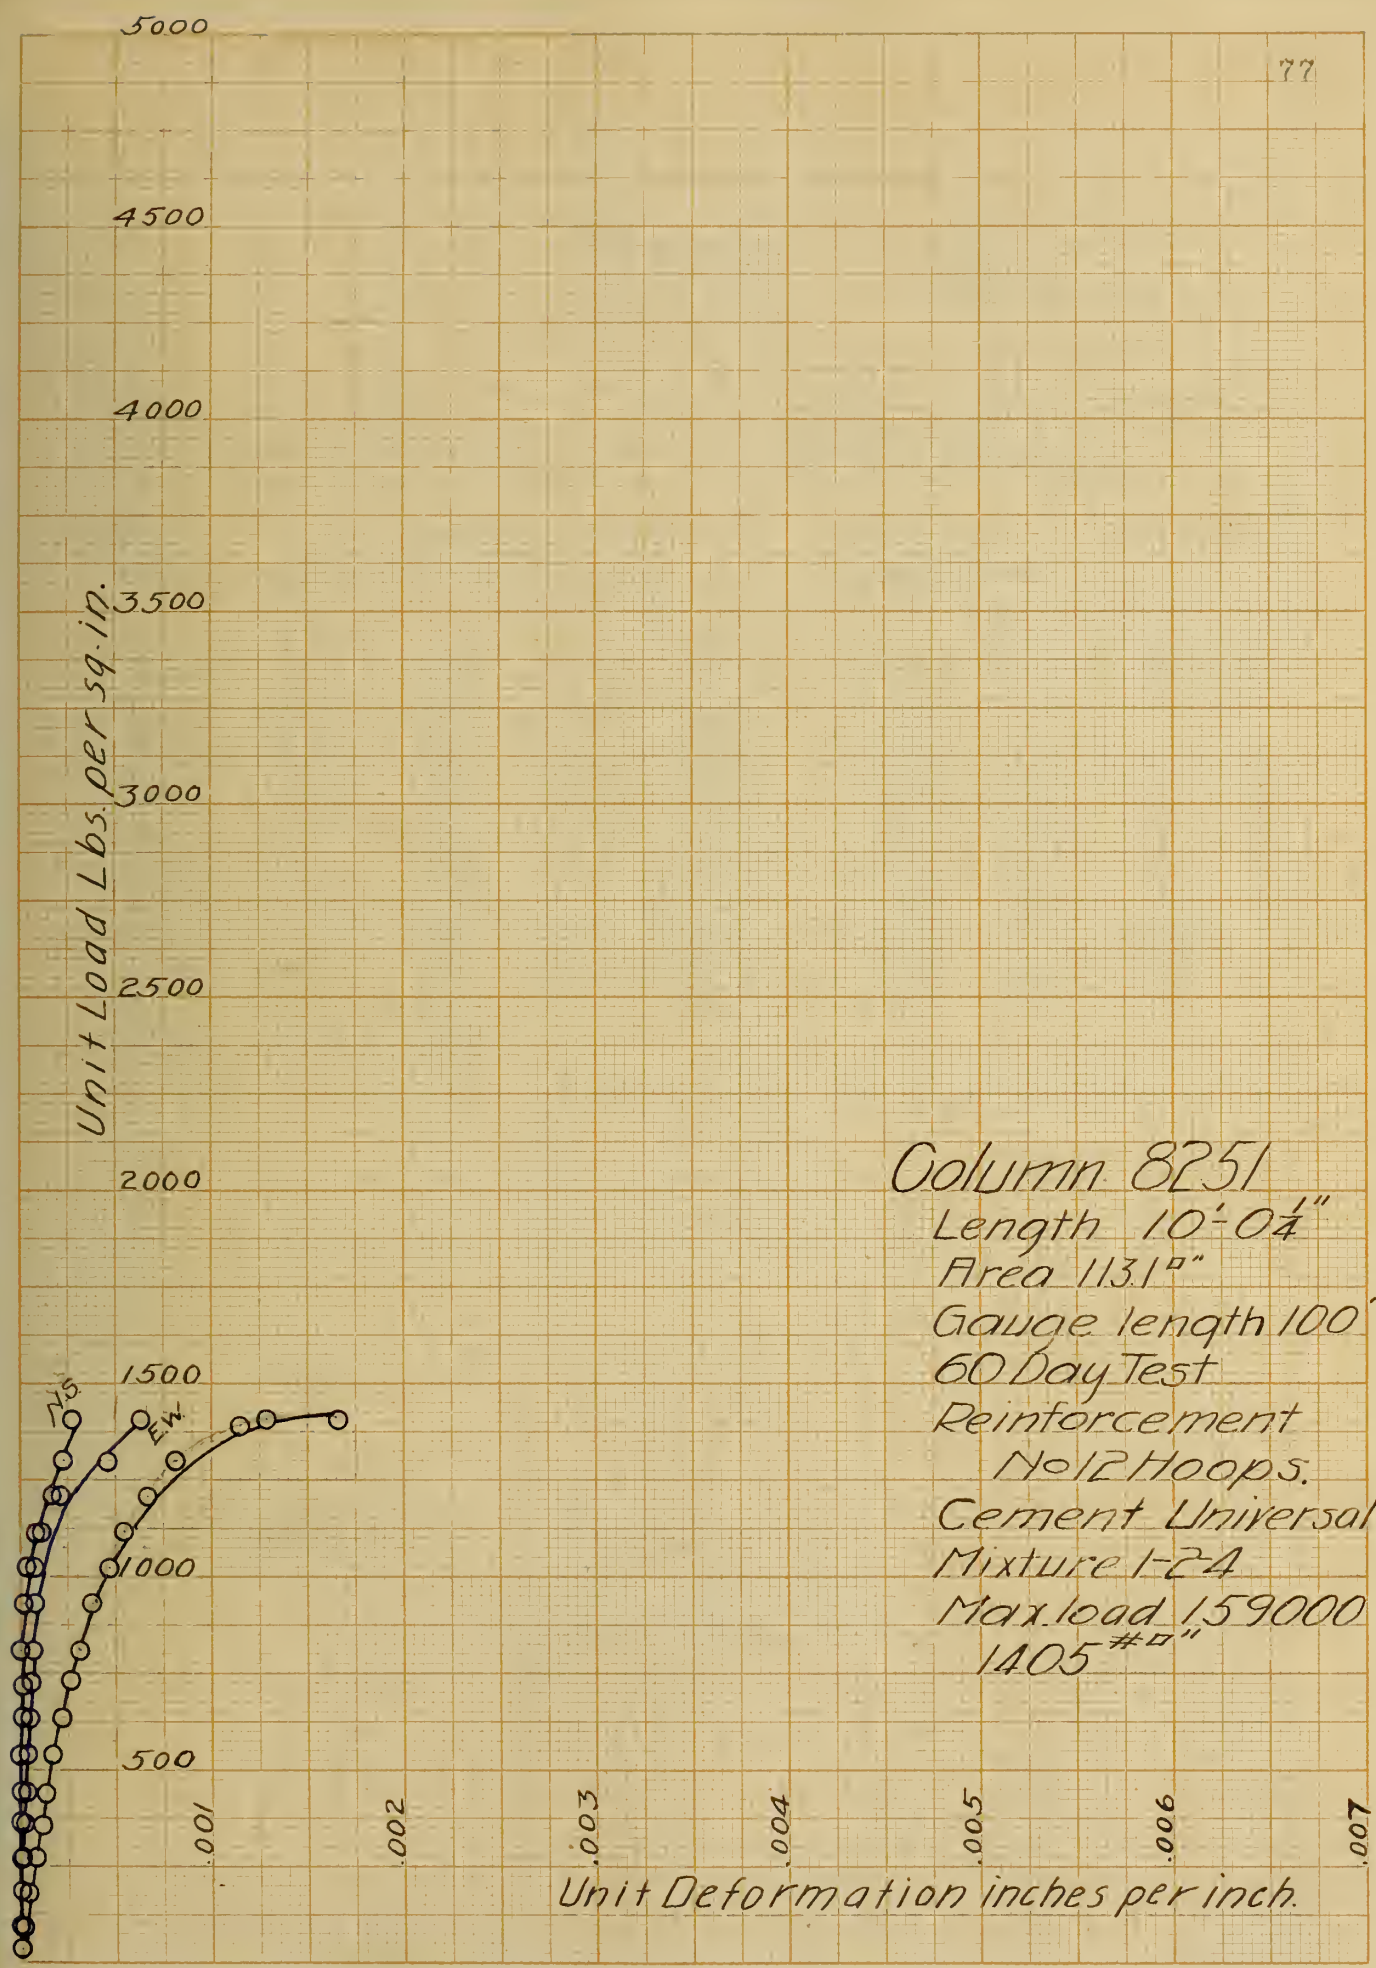 77
5000
4500
4000
3500
3000
2500
2000
1500
1000
500
Unit Load Lbs. per sq. in.
N.S.
E.W.
.001
.002
.003
.004
.005
.006
.007
Unit Deformation inches per inch.
Column 8251
Length 10'-0¼"
Area 113.1□"
Gauge length 100"
60 Day Test
Reinforcement
No 12 Hoops.
Cement Universal
Mixture 1-2-4
Max. load 159000
1405#□"